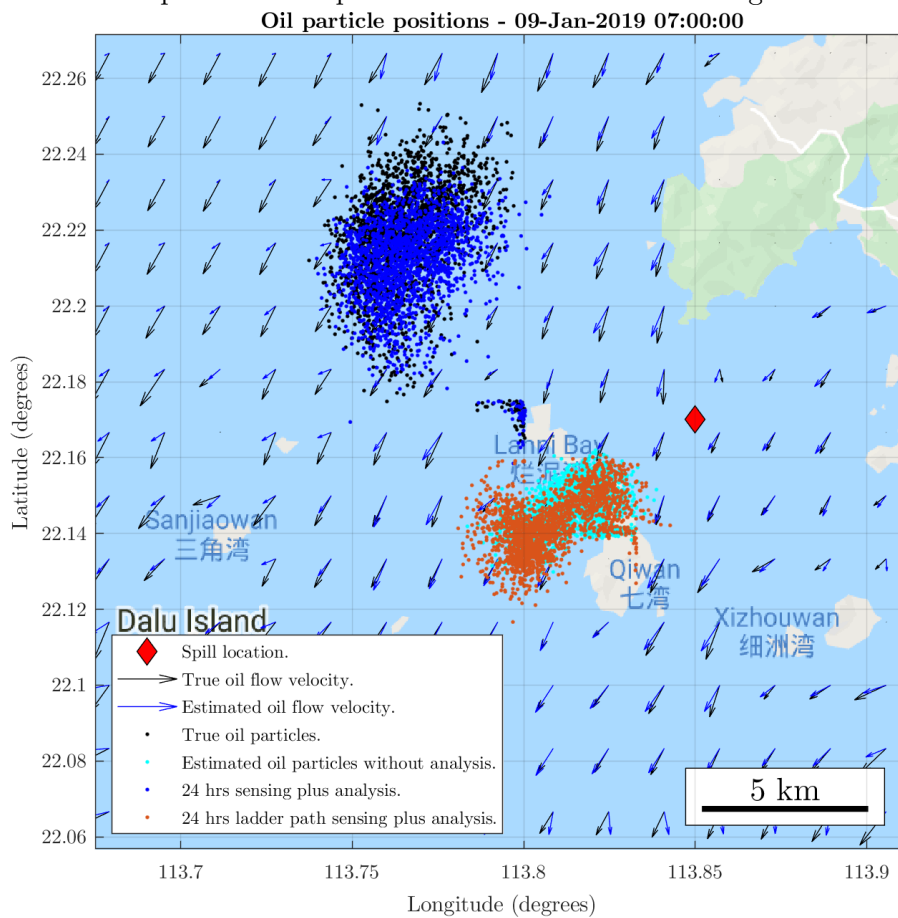 Oil particle positions - 09-Jan-2019 07:00:00
22.26
22.24
22.22
22.2
22.18
22.16
22.14
22.12
22.1
22.08
22.06
Latitude (degrees)
Lanni Bay
Sanjiaowan
三角湾
Qiwan
七湾
Xizhouwan
细洲湾
Dalu Island
Spill location.
True oil flow velocity.
Estimated oil flow velocity.
True oil particles.
Estimated oil particles without analysis.
24 hrs sensing plus analysis.
24 hrs ladder path sensing plus analysis.
5 km
113.7
113.75
113.8
113.85
113.9
Longitude (degrees)